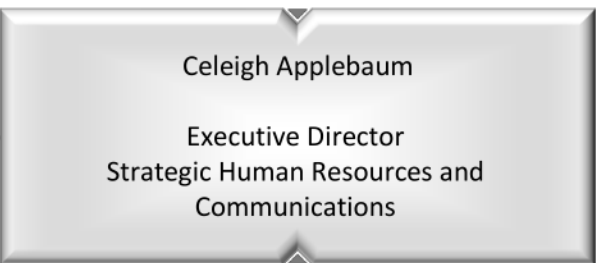 Celeigh Applebaum
Executive Director
Strategic Human Resources and
Communications